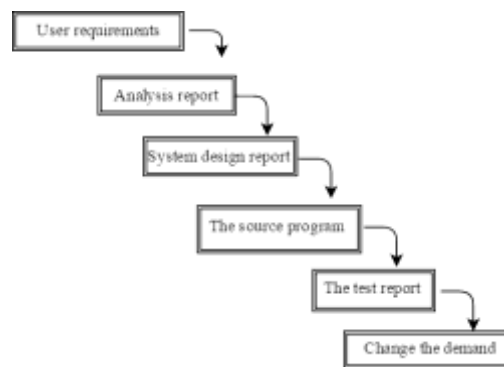 User requirements
Analysis report
System design report
The source program
The test report
Change the demand